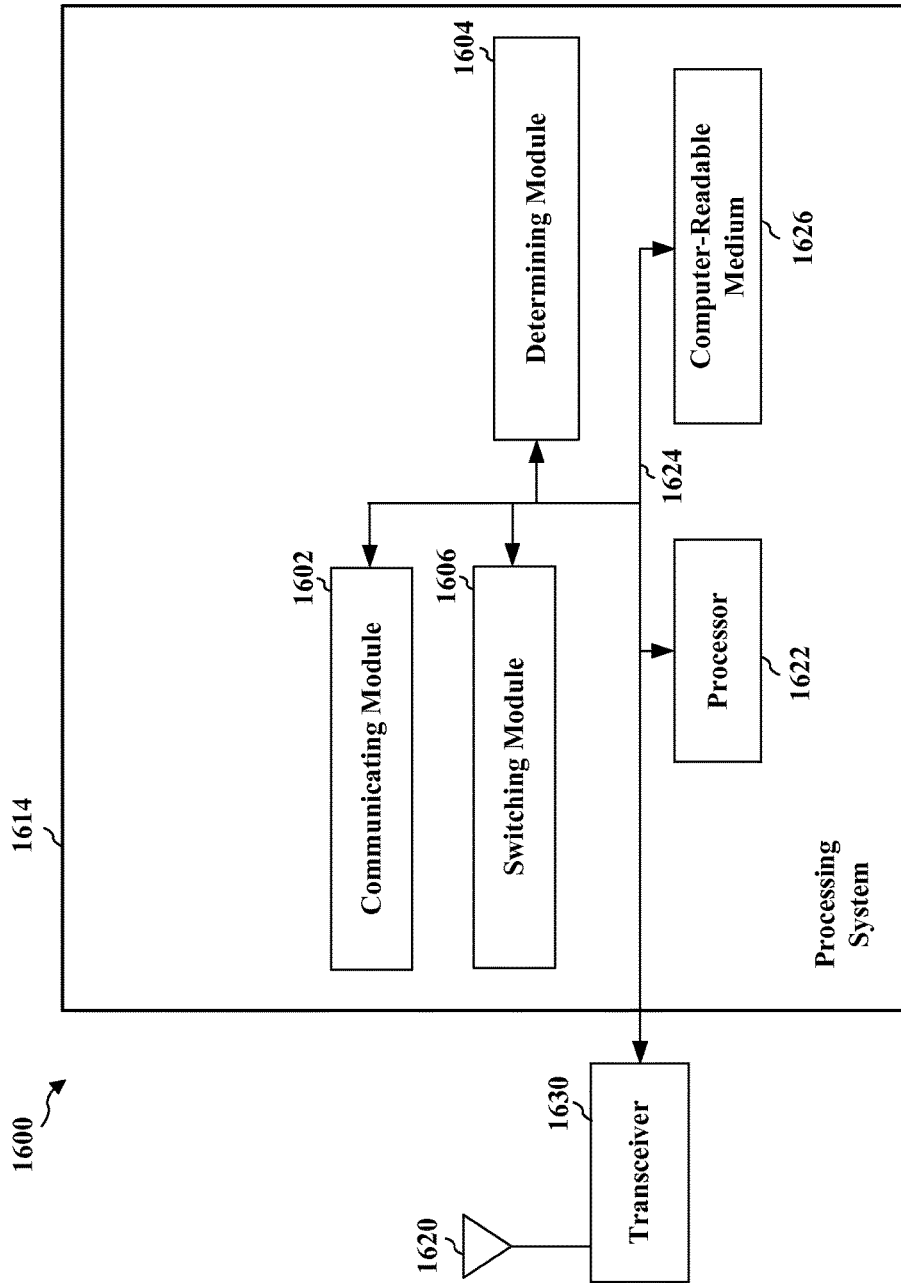 1600
1614
1602
Communicating Module
1604
Determining Module
1606
Switching Module
1620
1630
Transceiver
1624
Processor
1622
Computer-Readable
Medium
1626
Processing
System